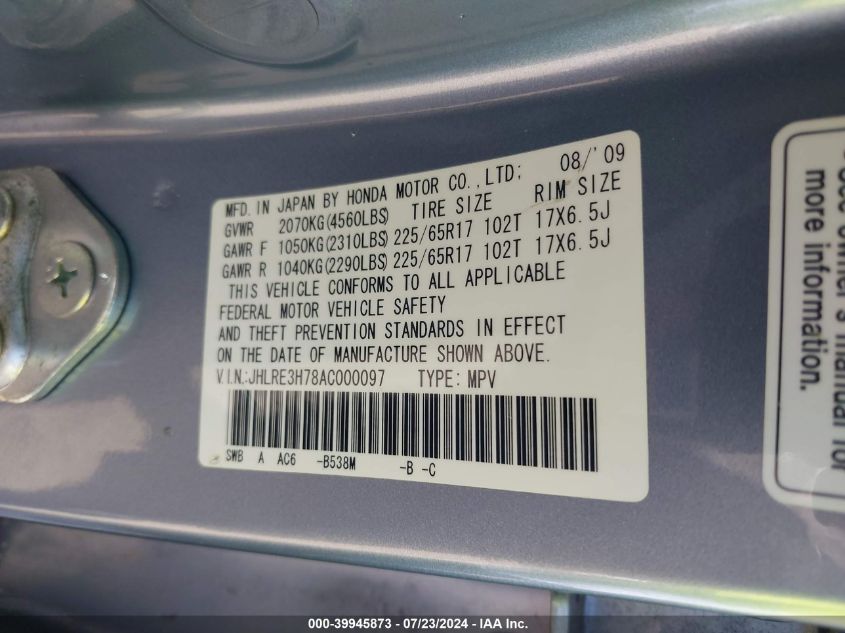 MFD. IN JAPAN BY HONDA MOTOR CO.,LTD; 08/'09
GVWR 2070KG(4560LBS) TIRE SIZE RIM SIZE
GAWR F 1050KG(2310LBS) 225/65R17 102T 17X6.5J
GAWR R 1040KG(2290LBS) 225/65R17 102T 17X6.5J
THIS VEHICLE CONFORMS TO ALL APPLICABLE
FEDERAL MOTOR VEHICLE SAFETY
AND THEFT PREVENTION STANDARDS IN EFFECT
ON THE DATE OF MANUFACTURE SHOWN ABOVE.
V.I.N.:JHLRE3H78AC000097 TYPE: MPV
SWB A AC6 -B538M -B -C
owner's manual for
more information.
000-39945873 / 07/23/2024 - IAA Inc.